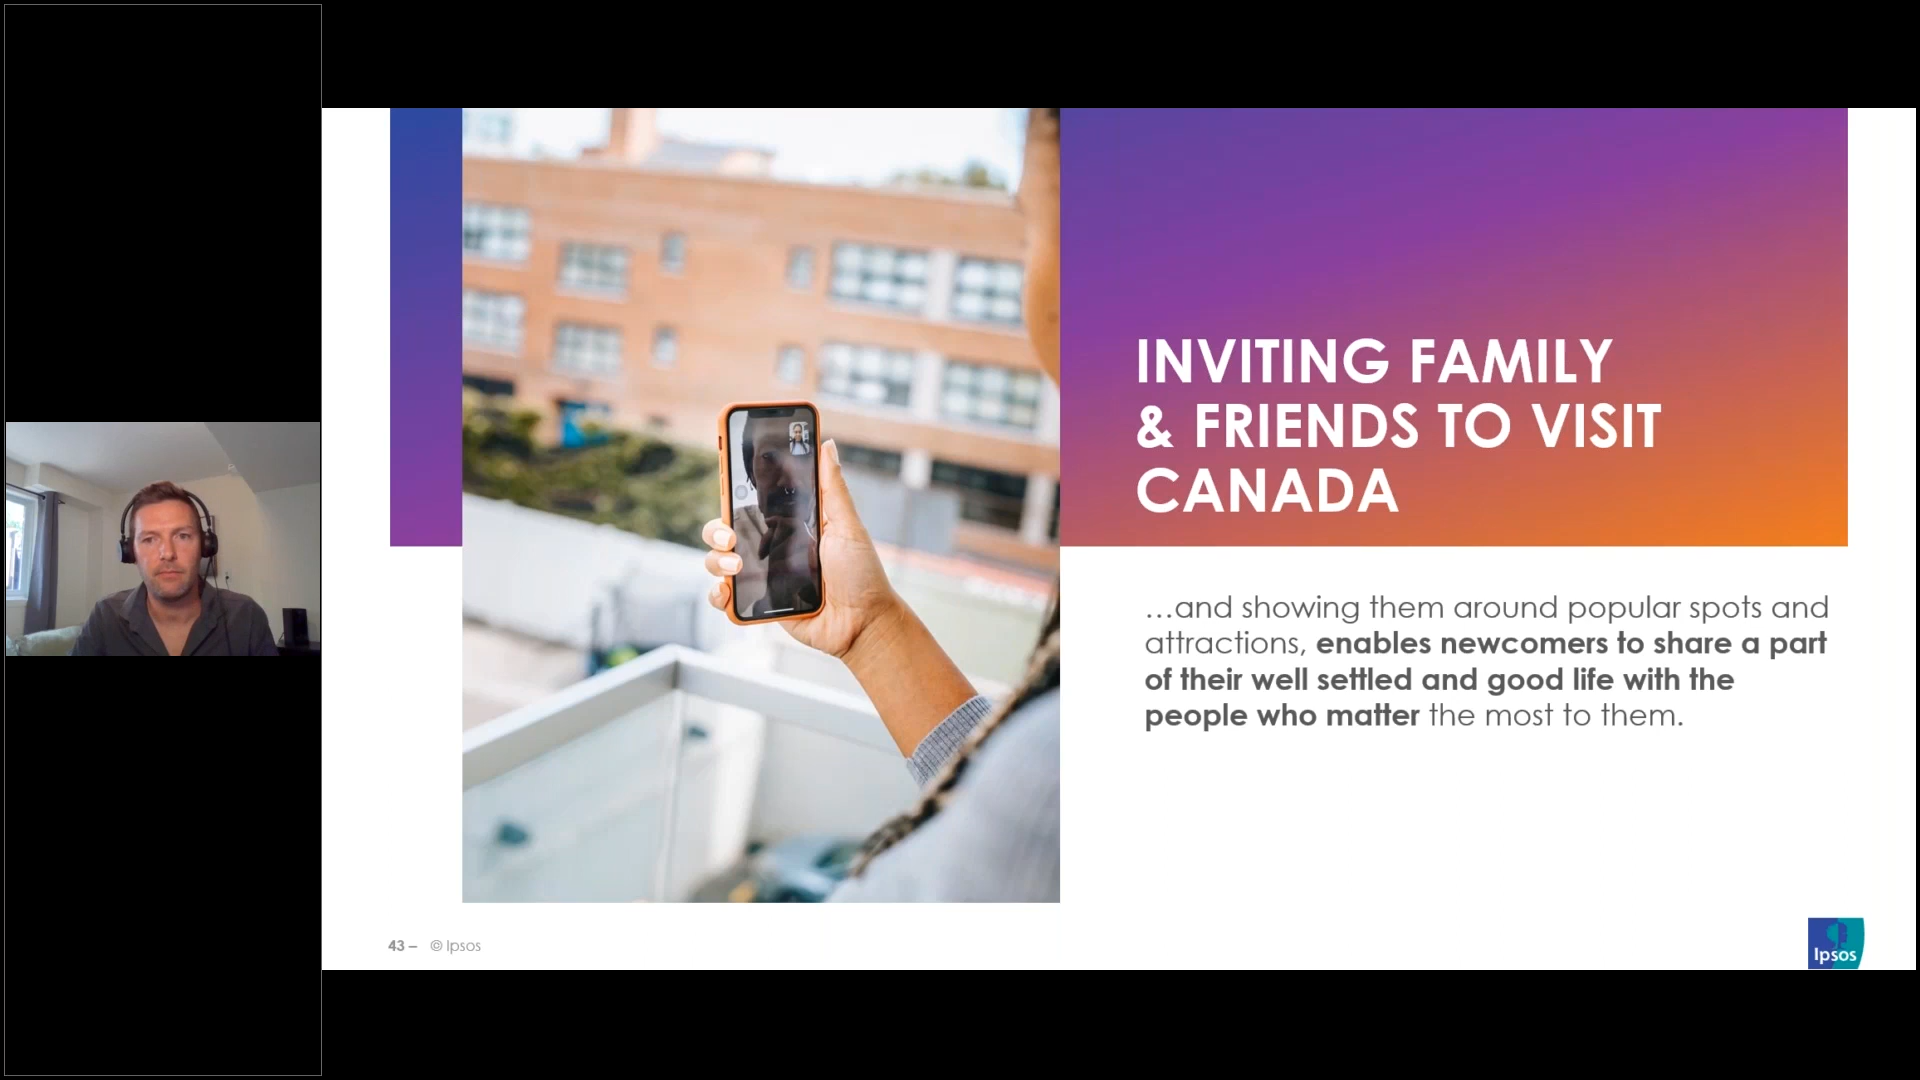 INVITING FAMILY
& FRIENDS TO VISIT
CANADA
…and showing them around popular spots and
attractions, enables newcomers to share a part
of their well settled and good life with the
people who matter the most to them.
43 – © Ipsos
Ipsos